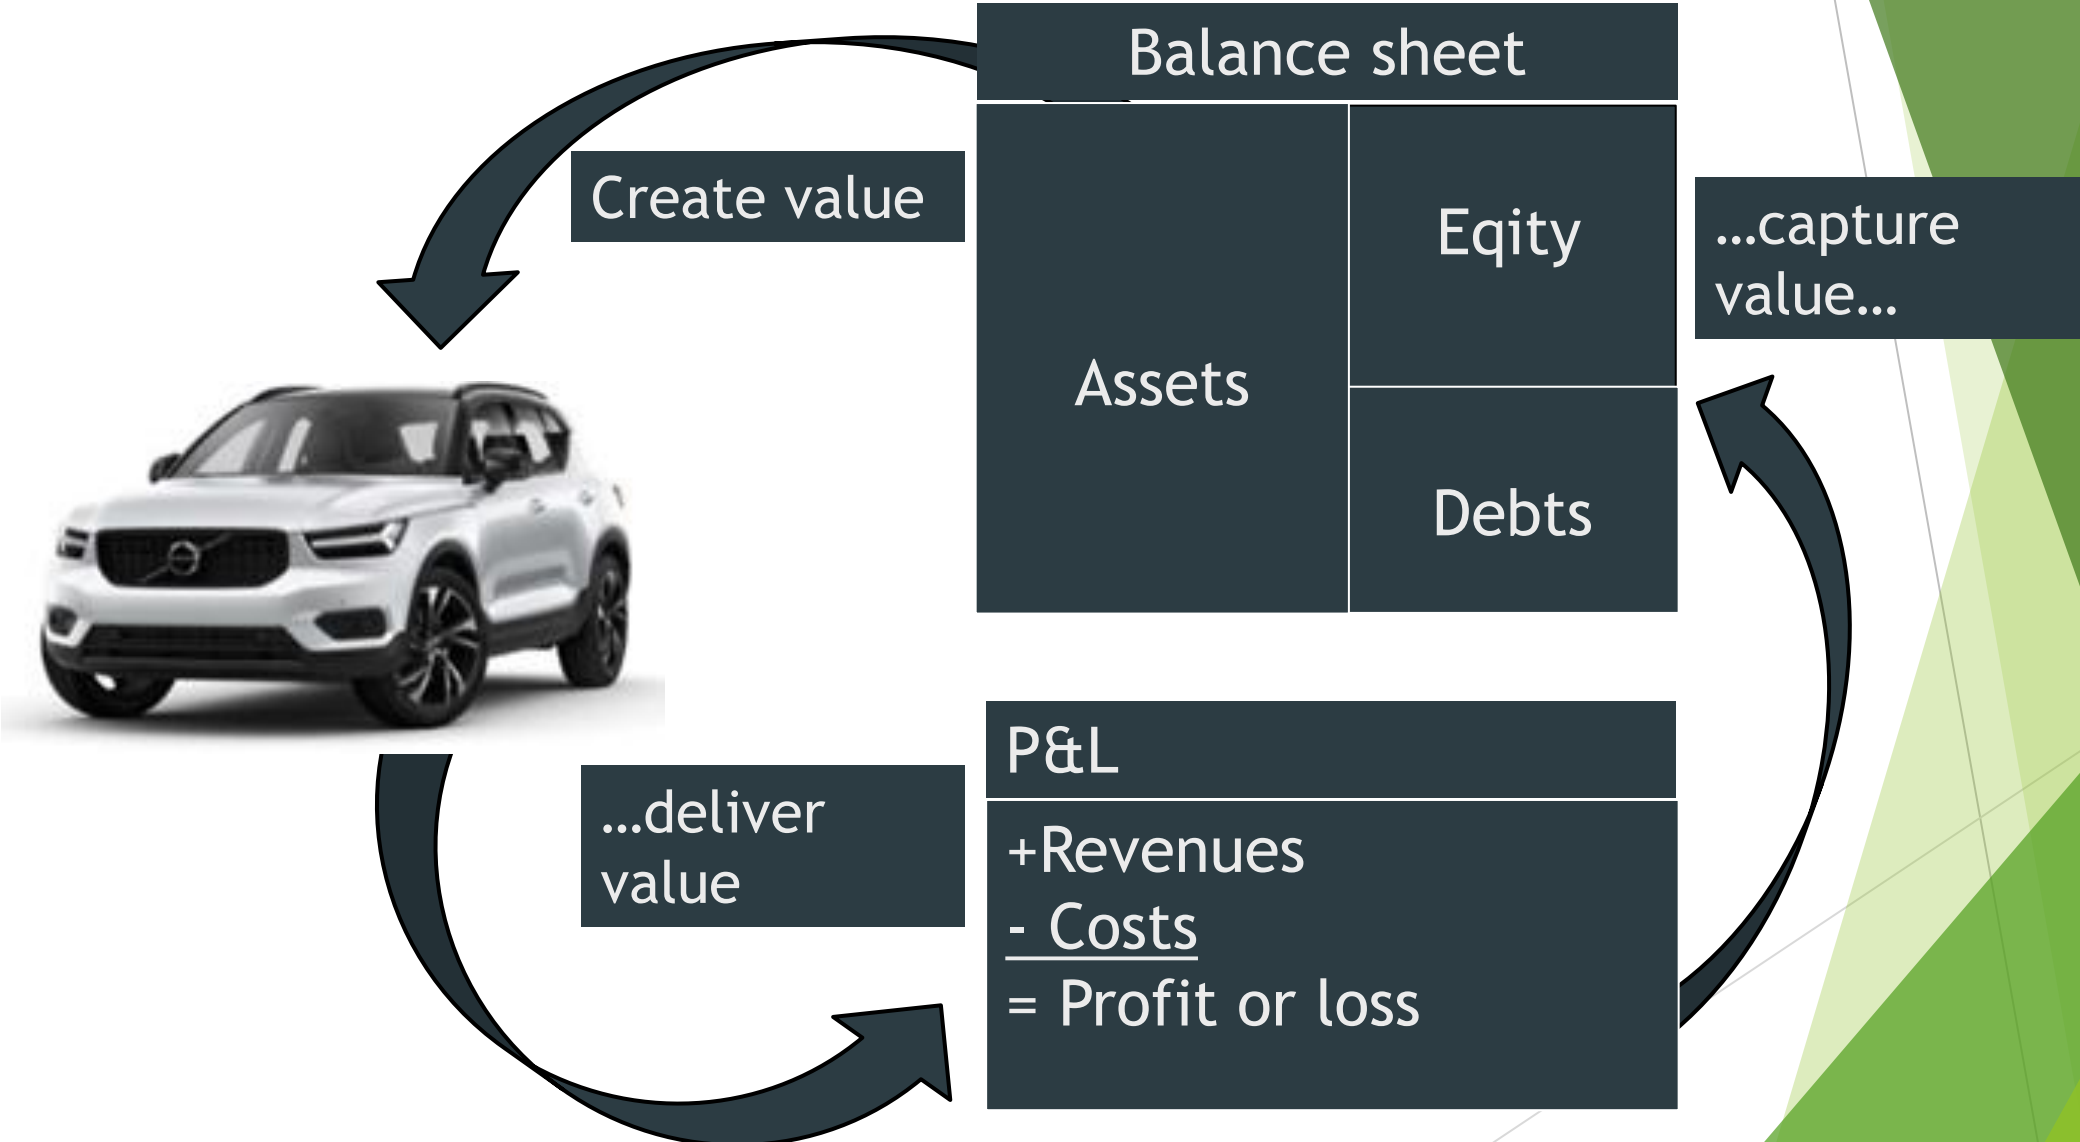 Balance sheet
Create value
Assets
Eqity
Debts
…capture
value…
…deliver
value
P&L
+Revenues
- Costs
= Profit or loss